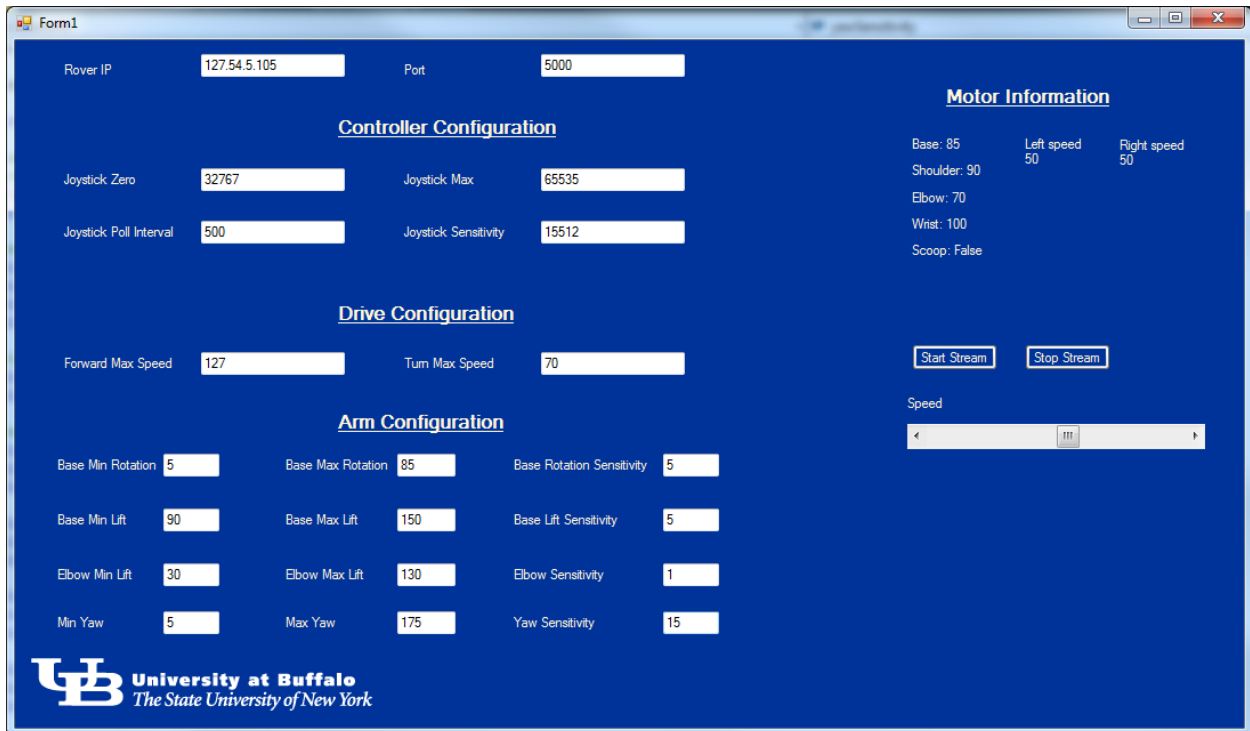 Form1
Rover IP 127.54.5.105 Port 5000
Controller Configuration
Joystick Zero 32767 Joystick Max 65535
Joystick Poll Interval 500 Joystick Sensitivity 15512
Drive Configuration
Forward Max Speed 127 Turn Max Speed 70
Arm Configuration
Base Min Rotation 5 Base Max Rotation 85 Base Rotation Sensitivity 5
Base Min Lift 90 Base Max Lift 150 Base Lift Sensitivity 5
Elbow Min Lift 30 Elbow Max Lift 130 Elbow Sensitivity 1
Min Yaw 5 Max Yaw 175 Yaw Sensitivity 15
UB
University at Buffalo
The State University of New York
Motor Information
Base: 85 Left speed Right speed
50 50
Shoulder: 90
Elbow: 70
Wrist: 100
Scoop: False
Start Stream Stop Stream
Speed